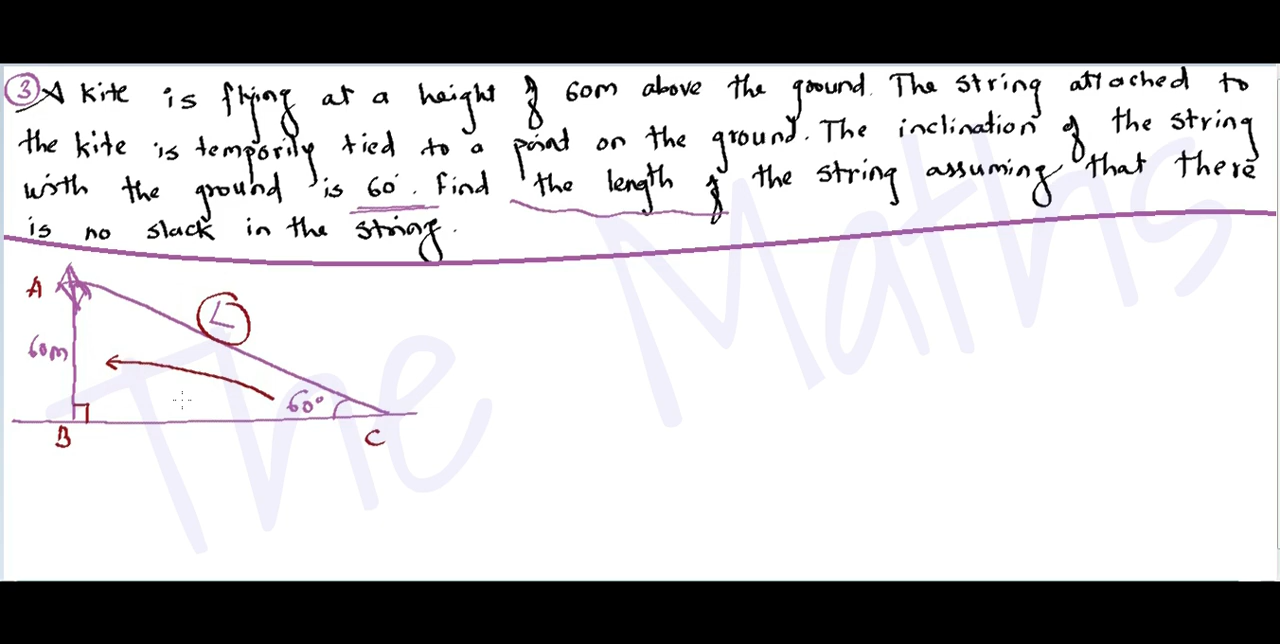 ③ A kite is flying at a height of 60m above the ground. The string attached to
the kite is temporily tied to a point on the ground. The inclination of the string
with the ground is 60°. Find the length of the string assuming that there
is no slack in the string.
A
L
60m
60°
B
C
The Maths